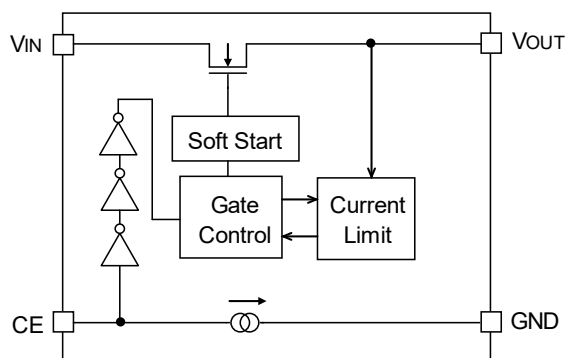 VIN
VOUT
Soft Start
Gate
Control
Current
Limit
CE
GND